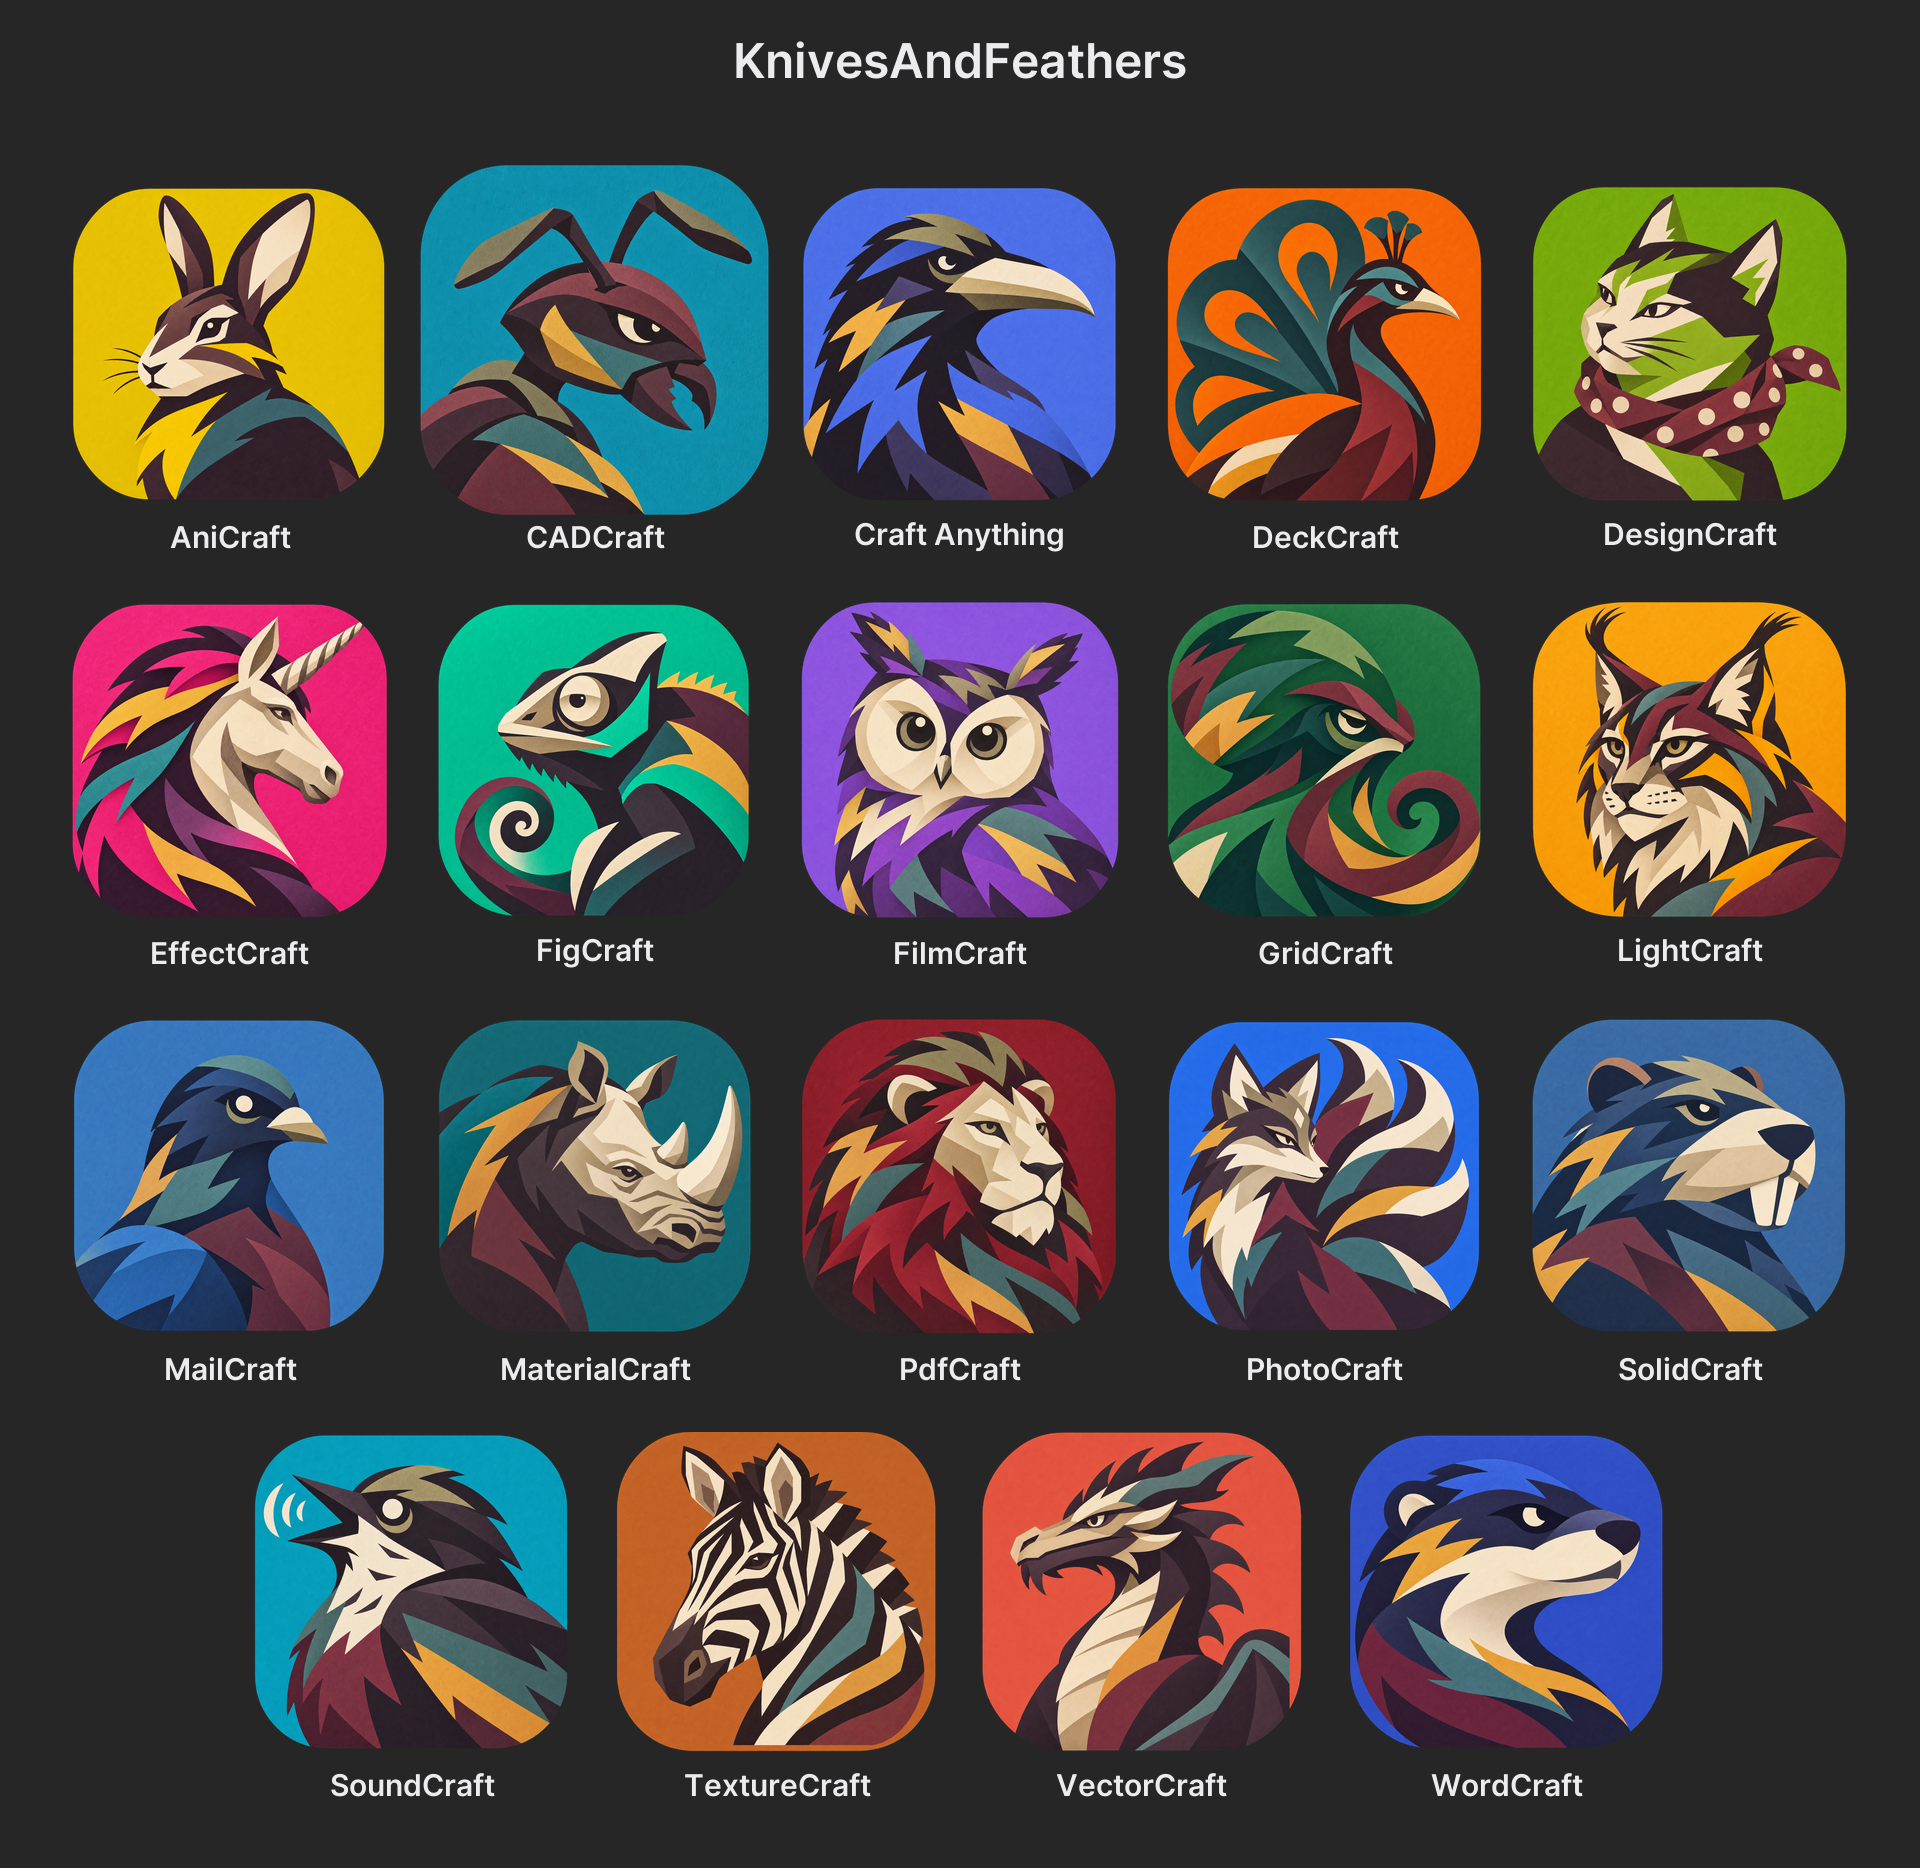 KnivesAndFeathers
AniCraft
CADCraft
Craft Anything
DeckCraft
DesignCraft
EffectCraft
FigCraft
FilmCraft
GridCraft
LightCraft
MailCraft
MaterialCraft
PdfCraft
PhotoCraft
SolidCraft
SoundCraft
TextureCraft
VectorCraft
WordCraft